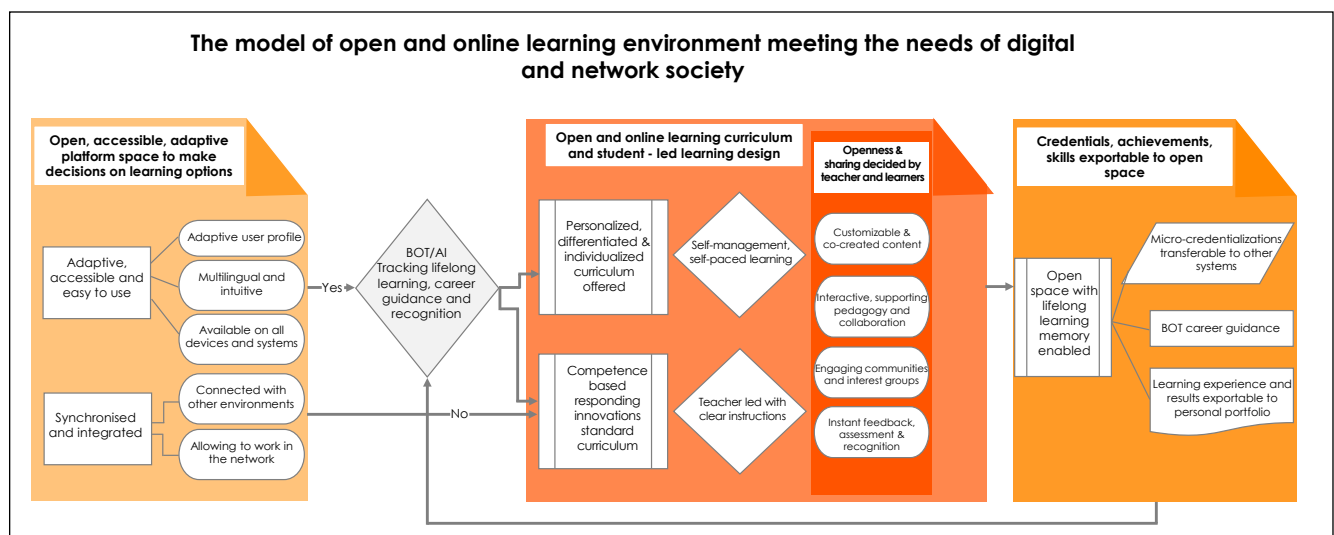 The model of open and online learning environment meeting the needs of digital
and network society
Open, accessible, adaptive
platform space to make
decisions on learning options
Adaptive,
accessible and
easy to use
Adaptive user profile
Multilingual and
intuitive
Available on all
devices and systems
Synchronised
and integrated
Connected with
other environments
Allowing to work in
the network
Yes
No
BOT/AI
Tracking lifelong
learning, career
guidance and
recognition
Open and online learning curriculum
and student - led learning design
Personalized,
differentiated &
individualized
curriculum
offered
Self-management,
self-paced learning
Competence
based
responding
innovations
standard
curriculum
Teacher led with
clear instructions
Openness &
sharing decided by
teacher and learners
Customizable &
co-created content
Interactive, supporting
pedagogy and
collaboration
Engaging communities
and interest groups
Instant feedback,
assessment &
recognition
Credentials, achievements,
skills exportable to open
space
Open
space with
lifelong
learning
memory
enabled
Micro-credentializations
transferable to other
systems
BOT career guidance
Learning experience and
results exportable to
personal portfolio